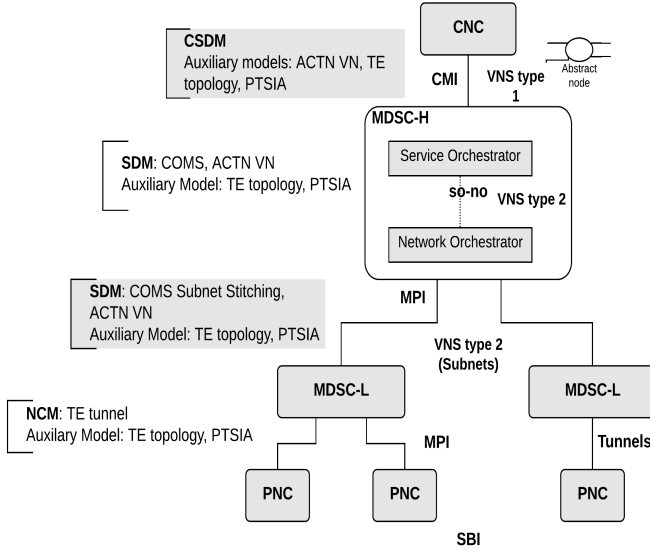 CNC
CSDM
Auxiliary models: ACTN VN, TE
topology, PTSIA
CMI
VNS type
1
Abstract
node
MDSC-H
Service Orchestrator
SDM: COMS, ACTN VN
Auxiliary Model: TE topology, PTSIA
so-no
VNS type 2
Network Orchestrator
SDM: COMS Subnet Stitching,
ACTN VN
Auxiliary Model: TE topology, PTSIA
MPI
VNS type 2
(Subnets)
MDSC-L
MDSC-L
NCM: TE tunnel
Auxilary Model: TE topology, PTSIA
MPI
Tunnels
PNC
PNC
PNC
SBI